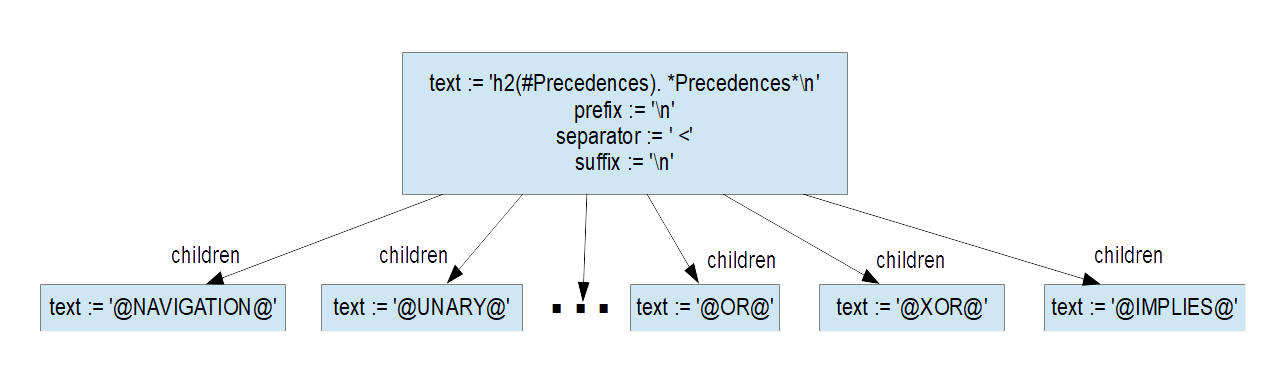 text := 'h2(#Precedences). *Precedences*\n'
prefix := '\n'
separator := ' <'
suffix := '\n'
children
children
children
children
children
text := '@NAVIGATION@'
text := '@UNARY@'
...
text := '@OR@'
text := '@XOR@'
text := '@IMPLIES@'